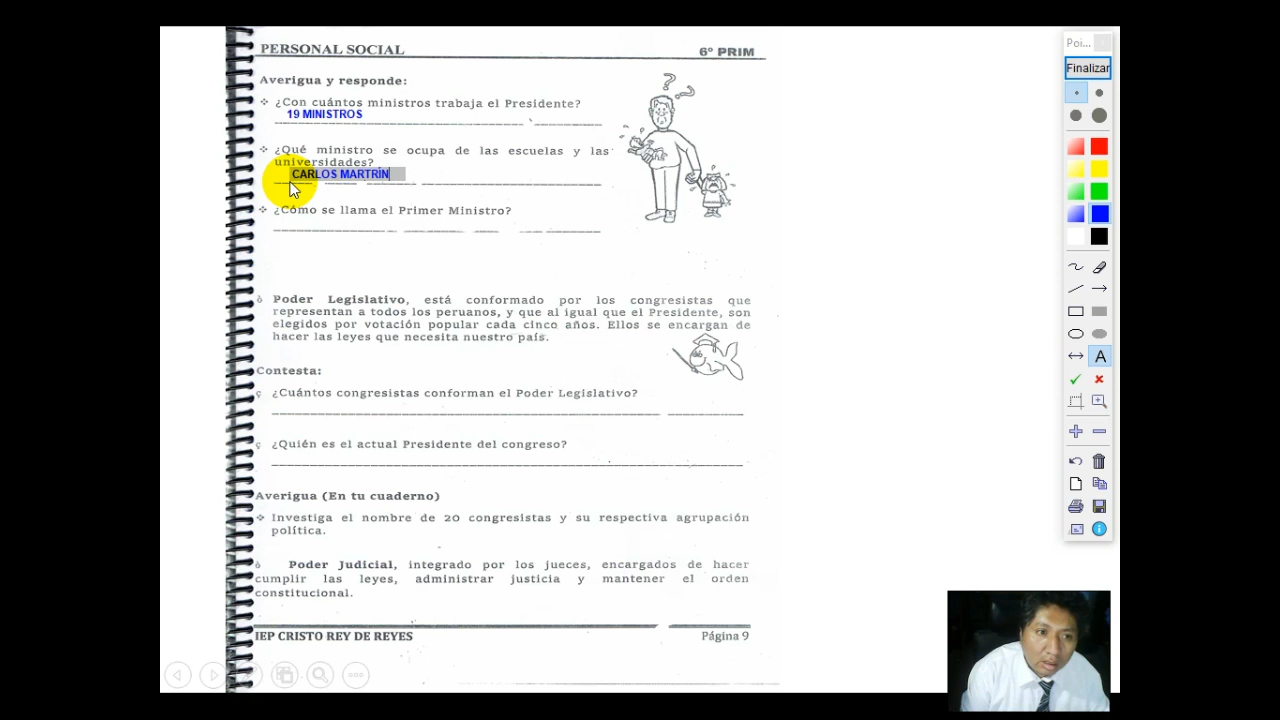 PERSONAL SOCIAL
6º PRIM
Averigua y responde:
¿Con cuántos ministros trabaja el Presidente?
19 MINISTROS
¿Qué ministro se ocupa de las escuelas y las
universidades?
CARLOS MARTRÍN
¿Cómo se llama el Primer Ministro?
Poder Legislativo, está conformado por los congresistas que
representan a todos los peruanos, y que al igual que el Presidente, son
elegidos por votación popular cada cinco años. Ellos se encargan de
hacer las leyes que necesita nuestro país.
Contesta:
¿Cuántos congresistas conforman el Poder Legislativo?
¿Quién es el actual Presidente del congreso?
Averigua (En tu cuaderno)
Investiga el nombre de 20 congresistas y su respectiva agrupación
política.
Poder Judicial, integrado por los jueces, encargados de hacer
cumplir las leyes, administrar justicia y mantener el orden
constitucional.
IEP CRISTO REY DE REYES
Página 9
Poi...
Finalizar
A